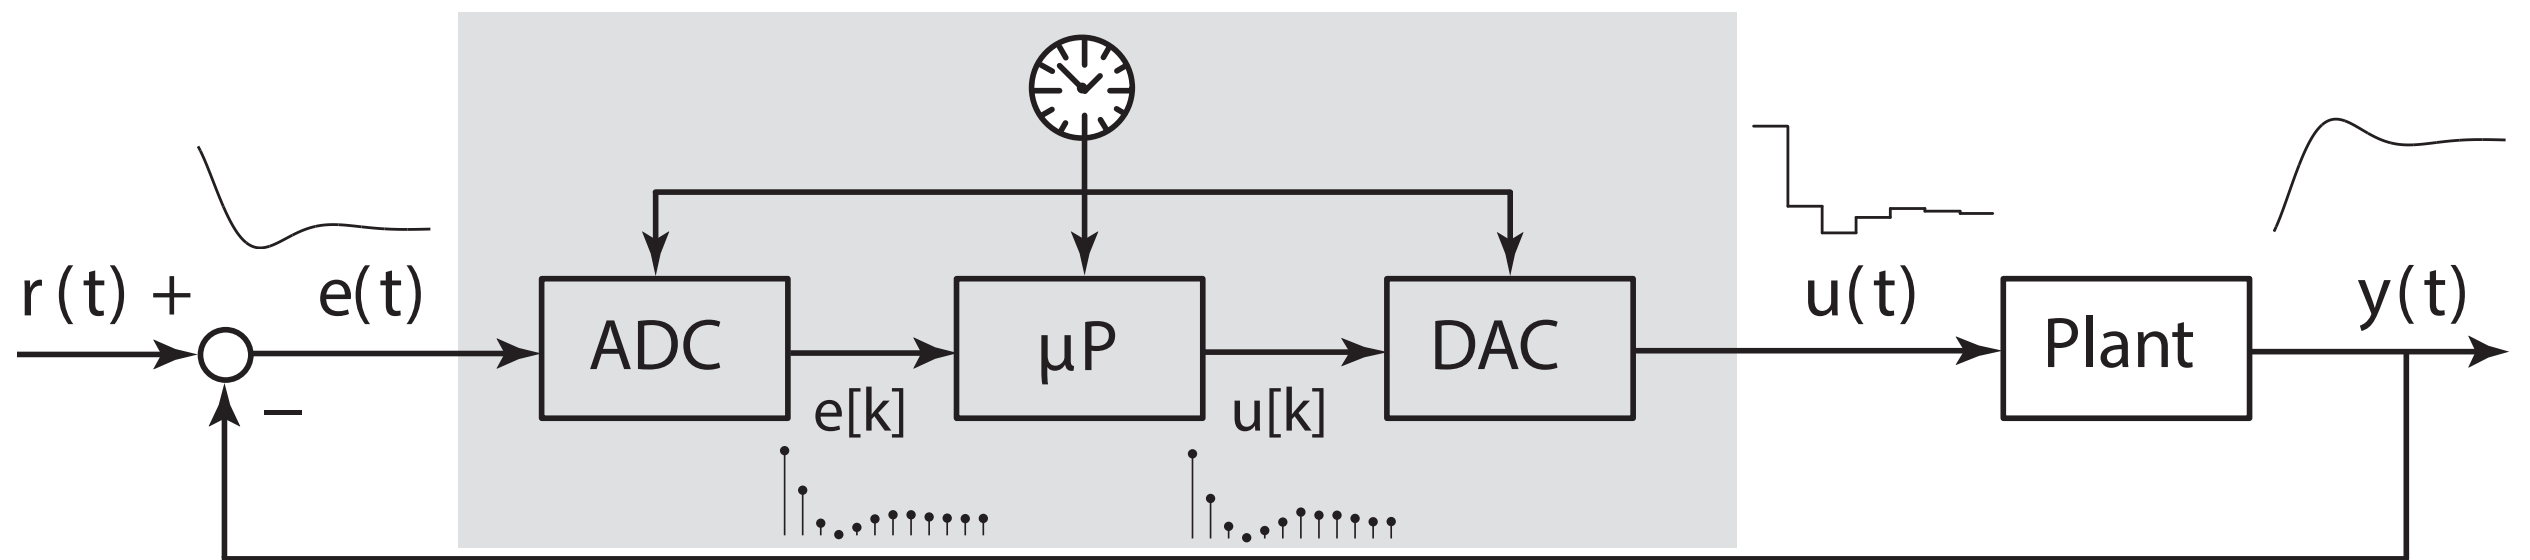 r(t) +
e(t)
ADC
e[k]
μP
u[k]
DAC
u(t)
Plant
y(t)
−